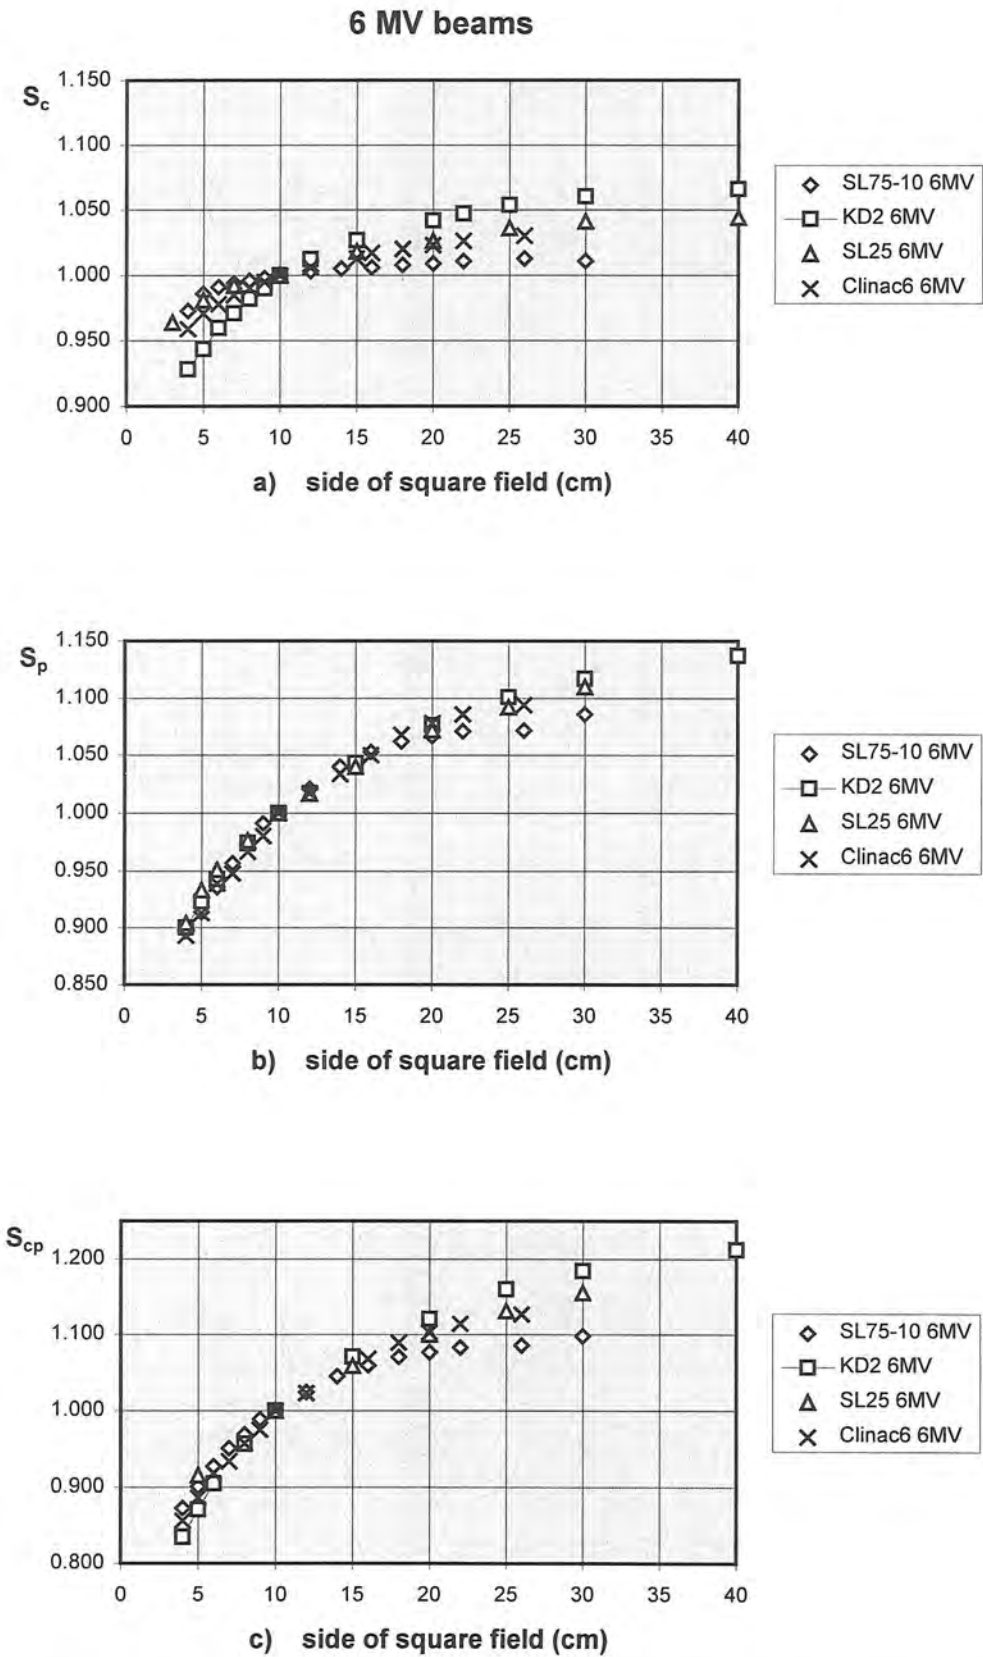 6 MV beams
Sc
1.150
1.100
1.050
1.000
0.950
0.900
0 5 10 15 20 25 30 35 40
a) side of square field (cm)
SL75-10 6MV
KD2 6MV
SL25 6MV
Clinac6 6MV
Sp
1.150
1.100
1.050
1.000
0.950
0.900
0.850
0 5 10 15 20 25 30 35 40
b) side of square field (cm)
SL75-10 6MV
KD2 6MV
SL25 6MV
Clinac6 6MV
Scp
1.200
1.100
1.000
0.900
0.800
0 5 10 15 20 25 30 35 40
c) side of square field (cm)
SL75-10 6MV
KD2 6MV
SL25 6MV
Clinac6 6MV